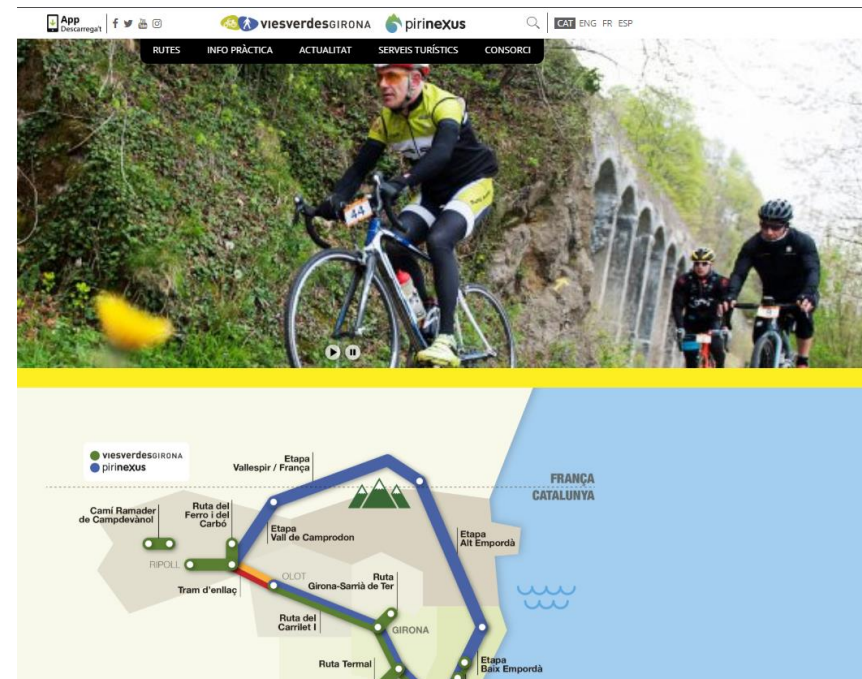 App
Descarrega't
viesverdesGIRONA
pirinexus
CAT ENG FR ESP
RUTES INFO PRÀCTICA ACTUALITAT SERVEIS TURÍSTICS CONSORCI
44
viesverdesGIRONA
pirinexus
Etapa
Vallespir / França
FRANÇA
CATALUNYA
Camí Ramader
de Campdevànol
Ruta del
Ferro i del
Carbó
Etapa
Vall de Camprodon
Etapa
Alt Empordà
RIPOLL
OLOT
Tram d'enllaç
Ruta
Girona-Sarrià de Ter
Ruta del
Carrilet I
GIRONA
Ruta Termal
Etapa
Baix Empordà